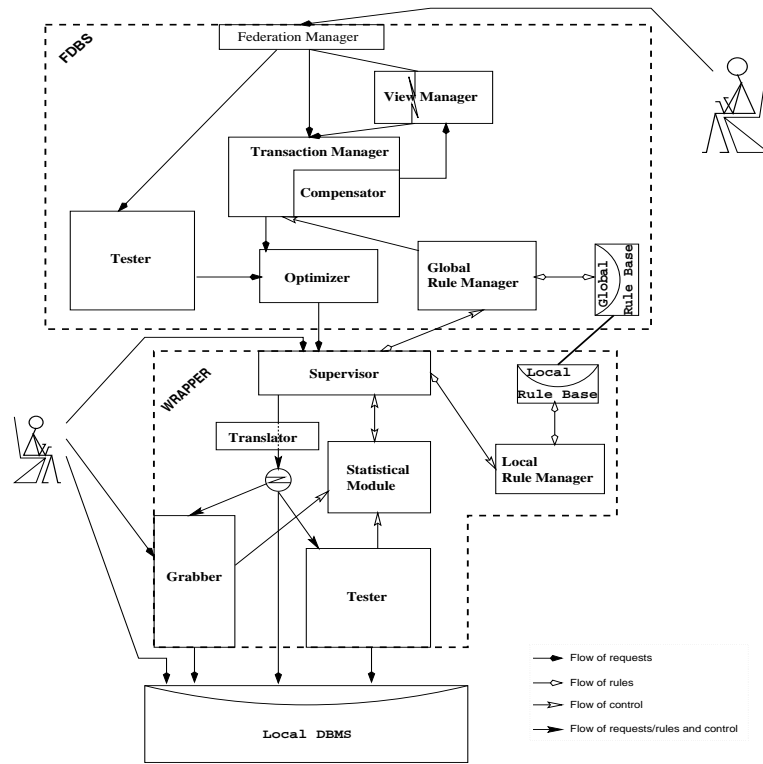 Federation Manager
FDBS
View Manager
Transaction Manager
Compensator
Tester
Optimizer
Global
Rule Manager
Global
Rule Base
WRAPPER
Supervisor
Local
Rule Base
Translator
Statistical
Module
Local
Rule Manager
Grabber
Tester
Flow of requests
Flow of rules
Flow of control
Flow of requests/rules and control
Local DBMS